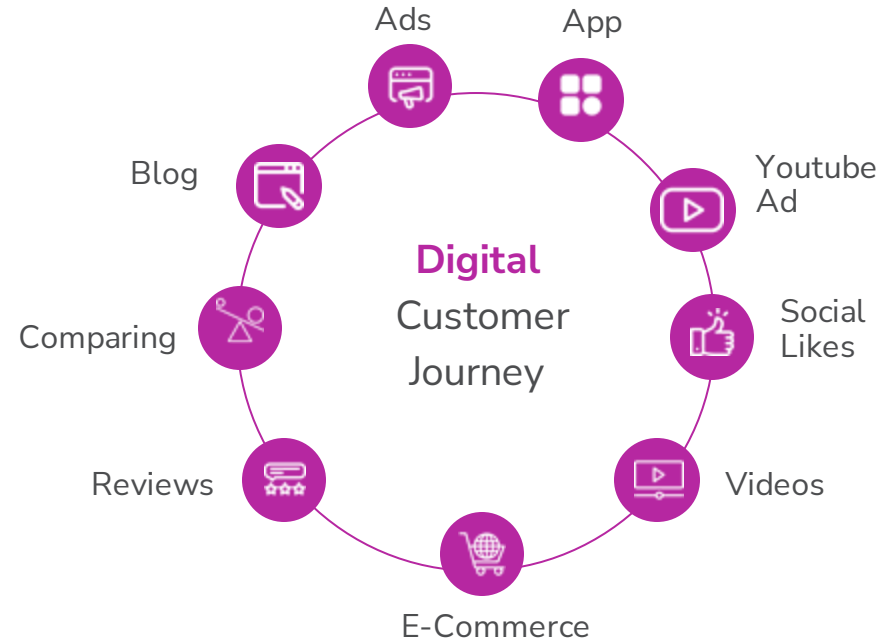 Ads
App
Blog
Youtube
Ad
Digital
Customer
Journey
Social
Likes
Comparing
Reviews
Videos
E-Commerce